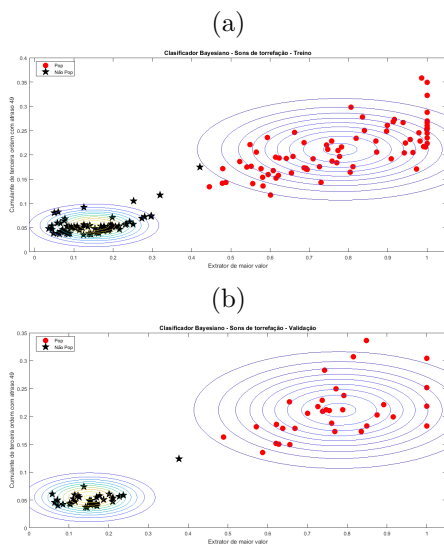 (a)
Clasificador Bayesiano - Sons de torrefação - Treino
Pop
Não Pop
Cumulante de terceira ordem com atraso 49
0.4
0.35
0.3
0.25
0.2
0.15
0.1
0.05
0
0 0.1 0.2 0.3 0.4 0.5 0.6 0.7 0.8 0.9 1
Extrator de maior valor
(b)
Clasificador Bayesiano - Sons de torrefação - Validação
Pop
Não Pop
Cumulante de terceira ordem com atraso 49
0.35
0.3
0.25
0.2
0.15
0.1
0.05
0
0 0.1 0.2 0.3 0.4 0.5 0.6 0.7 0.8 0.9 1
Extrator de maior valor